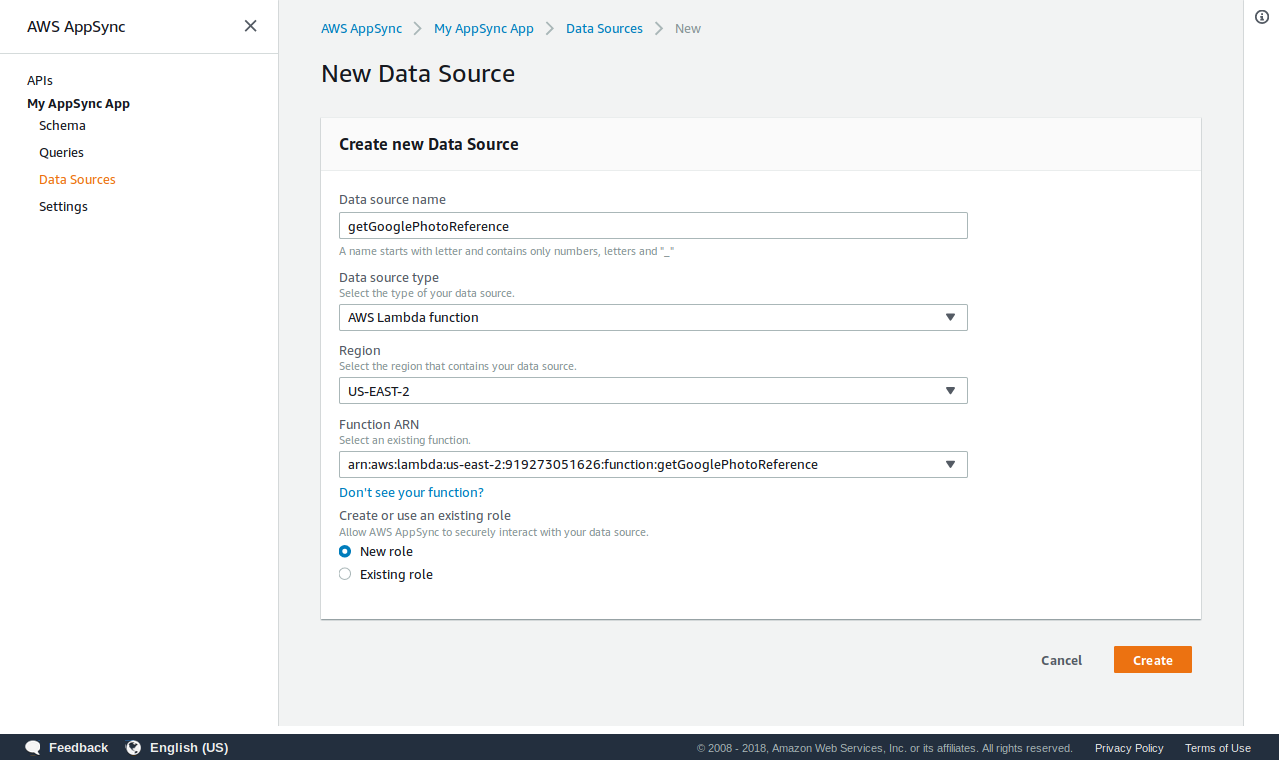 AWS AppSync
APIs
My AppSync App
Schema
Queries
Data Sources
Settings
AWS AppSync > My AppSync App > Data Sources > New
New Data Source
Create new Data Source
Data source name
getGooglePhotoReference
A name starts with letter and contains only numbers, letters and "_"
Data source type
Select the type of your data source.
AWS Lambda function
Region
Select the region that contains your data source.
US-EAST-2
Function ARN
Select an existing function.
arn:aws:lambda:us-east-2:919273051626:function:getGooglePhotoReference
Don't see your function?
Create or use an existing role
Allow AWS AppSync to securely interact with your data source.
New role
Existing role
Cancel Create
Feedback English (US) © 2008 - 2018, Amazon Web Services, Inc. or its affiliates. All rights reserved. Privacy Policy Terms of Use